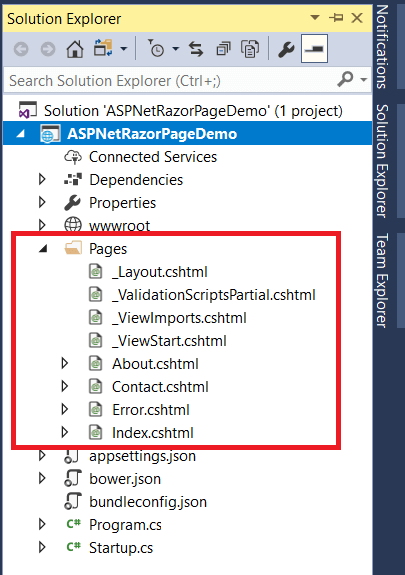 Solution Explorer
Search Solution Explorer (Ctrl+;)
Solution 'ASPNetRazorPageDemo' (1 project)
ASPNetRazorPageDemo
Connected Services
Dependencies
Properties
wwwroot
Pages
_Layout.cshtml
_ValidationScriptsPartial.cshtml
_ViewImports.cshtml
_ViewStart.cshtml
About.cshtml
Contact.cshtml
Error.cshtml
Index.cshtml
appsettings.json
bower.json
bundleconfig.json
C# Program.cs
C# Startup.cs
Notifications
Solution Explorer
Team Explorer